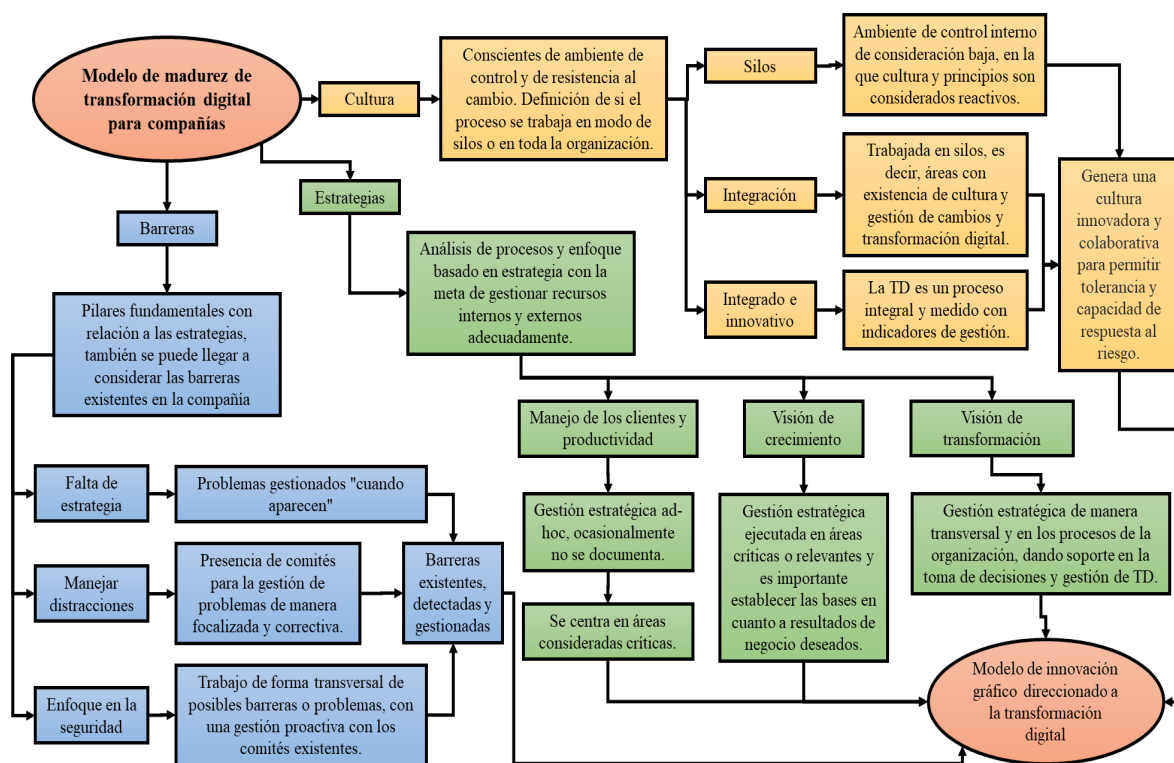 Modelo de madurez de
transformación digital
para compañías
Cultura
Conscientes de ambiente de
control y de resistencia al
cambio. Definición de si el
proceso se trabaja en modo de
silos o en toda la organización.
Silos
Ambiente de control interno
de consideración baja, en la
que cultura y principios son
considerados reactivos.
Integración
Trabajada en silos, es
decir, áreas con
existencia de cultura y
gestión de cambios y
transformación digital.
Integrado e
innovativo
La TD es un proceso
integral y medido con
indicadores de gestión.
Genera una
cultura
innovadora y
colaborativa
para permitir
tolerancia y
capacidad de
respuesta al
riesgo.
Estrategias
Análisis de procesos y enfoque
basado en estrategia con la
meta de gestionar recursos
internos y externos
adecuadamente.
Manejo de los clientes y
productividad
Gestión estratégica ad-
hoc, ocasionalmente
no se documenta.
Se centra en áreas
consideradas críticas.
Visión de
crecimiento
Gestión estratégica
ejecutada en áreas
críticas o relevantes y
es importante
establecer las bases en
cuanto a resultados de
negocio deseados.
Visión de
transformación
Gestión estratégica de manera
transversal y en los procesos de la
organización, dando soporte en la
toma de decisiones y gestión de TD.
Barreras
Pilares fundamentales con
relación a las estrategias,
también se puede llegar a
considerar las barreras
existentes en la compañía
Falta de
estrategia
Problemas gestionados "cuando
aparecen"
Manejar
distracciones
Presencia de comités
para la gestión de
problemas de manera
focalizada y correctiva.
Enfoque en la
seguridad
Trabajo de forma transversal de
posibles barreras o problemas, con
una gestión proactiva con los
comités existentes.
Barreras
existentes,
detectadas y
gestionadas
Modelo de innovación
gráfico direccionado a
la transformación
digital